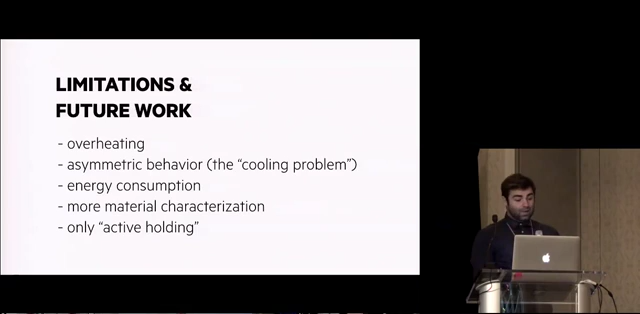 LIMITATIONS &
FUTURE WORK
- overheating
- asymmetric behavior (the “cooling problem”)
- energy consumption
- more material characterization
- only “active holding”